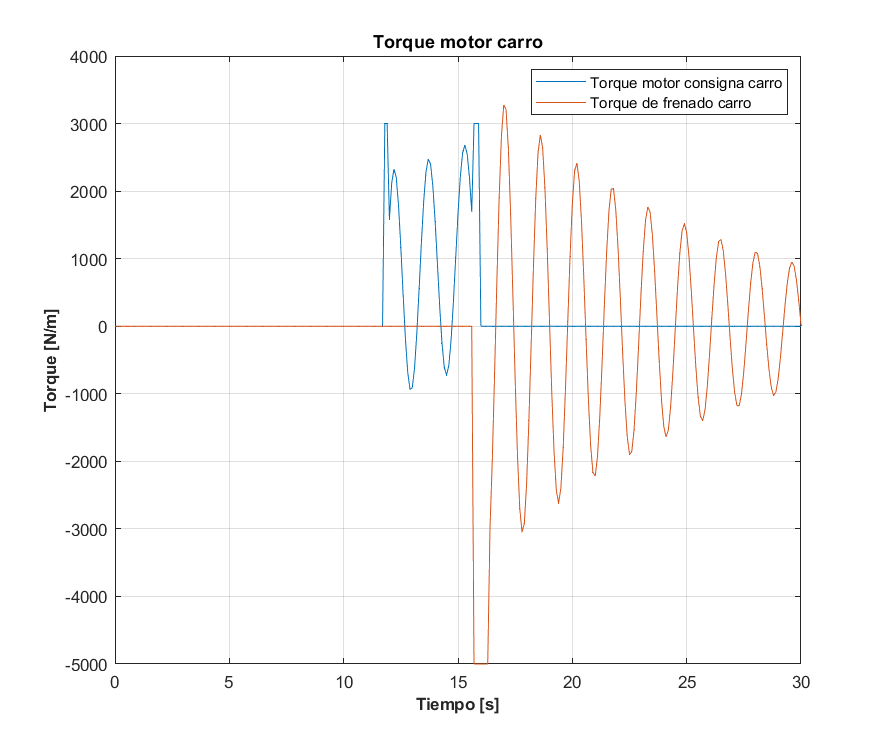 Torque motor carro
Torque motor consigna carro
Torque de frenado carro
4000
3000
2000
1000
0
-1000
-2000
-3000
-4000
-5000
Torque [N/m]
0 5 10 15 20 25 30
Tiempo [s]